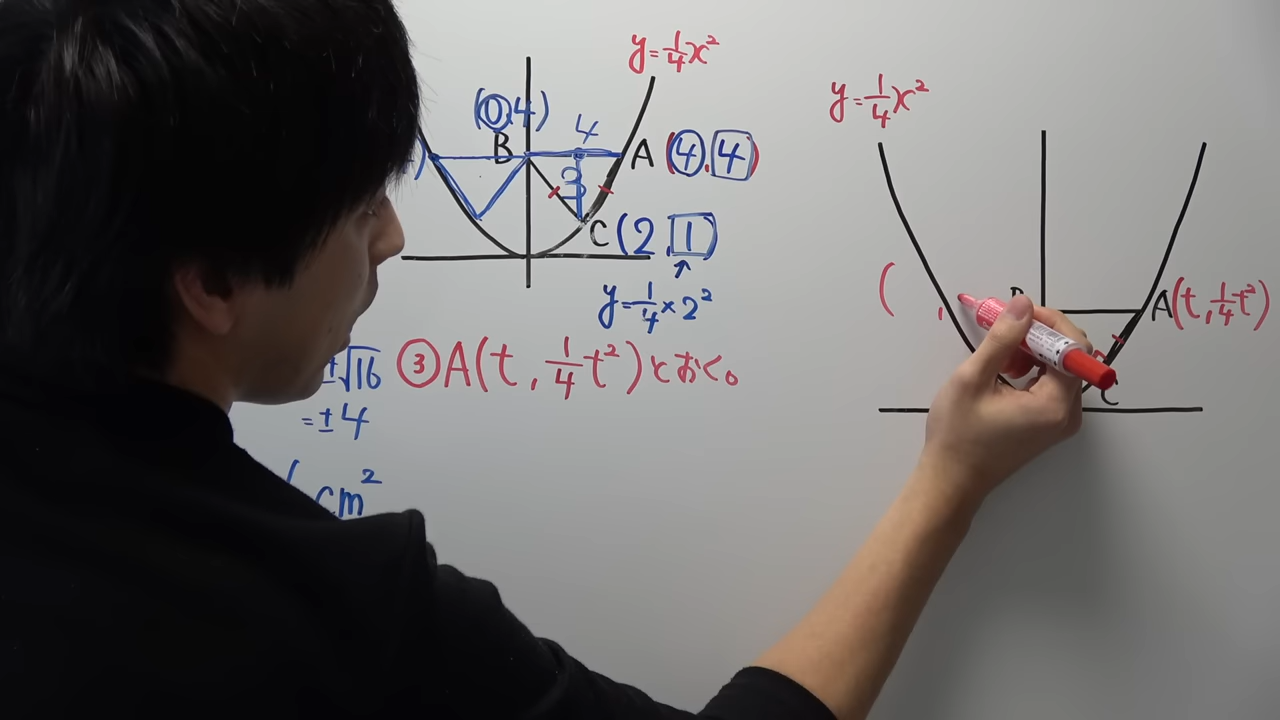 y=1/4x²
(0,4)
4
B
A (4,4)
)
3
C (2,1)
↑
y=1/4×2²
±√16
=±4
cm²
③A(t, 1/4t²)とおく。
y=1/4x²
( ,
A(t, 1/4t²)
C